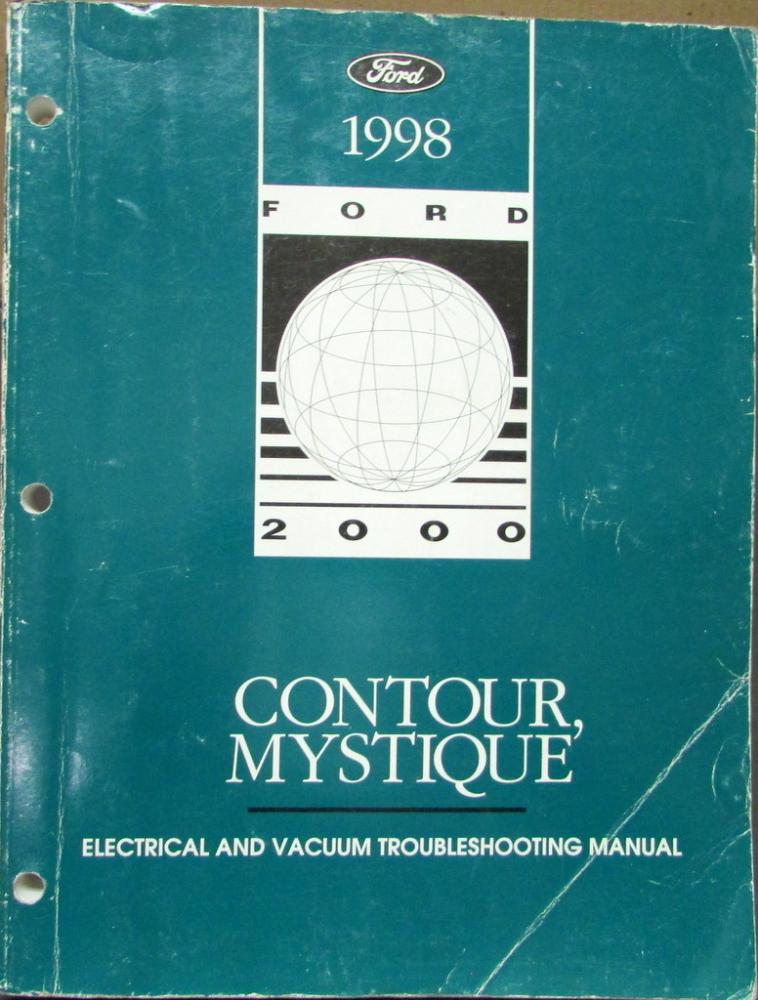 Ford
1998
FORD
2000
CONTOUR,
MYSTIQUE
ELECTRICAL AND VACUUM TROUBLESHOOTING MANUAL